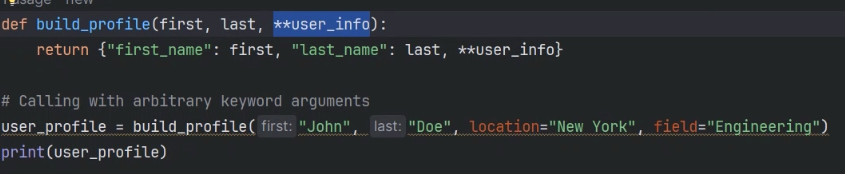 1 usage new
def build_profile(first, last, **user_info):
    return {"first_name": first, "last_name": last, **user_info}
# Calling with arbitrary keyword arguments
user_profile = build_profile( first: "John", last: "Doe", location="New York", field="Engineering")
print(user_profile)